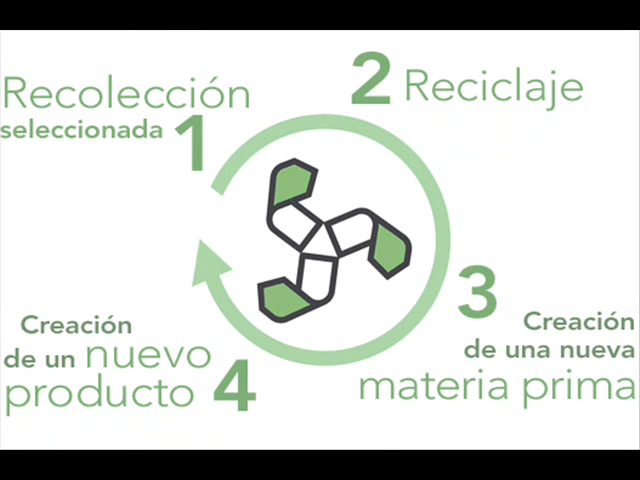 Recolección
seleccionada 1
2 Reciclaje
3
Creación
de una nueva
materia prima
Creación
de un nuevo
producto 4